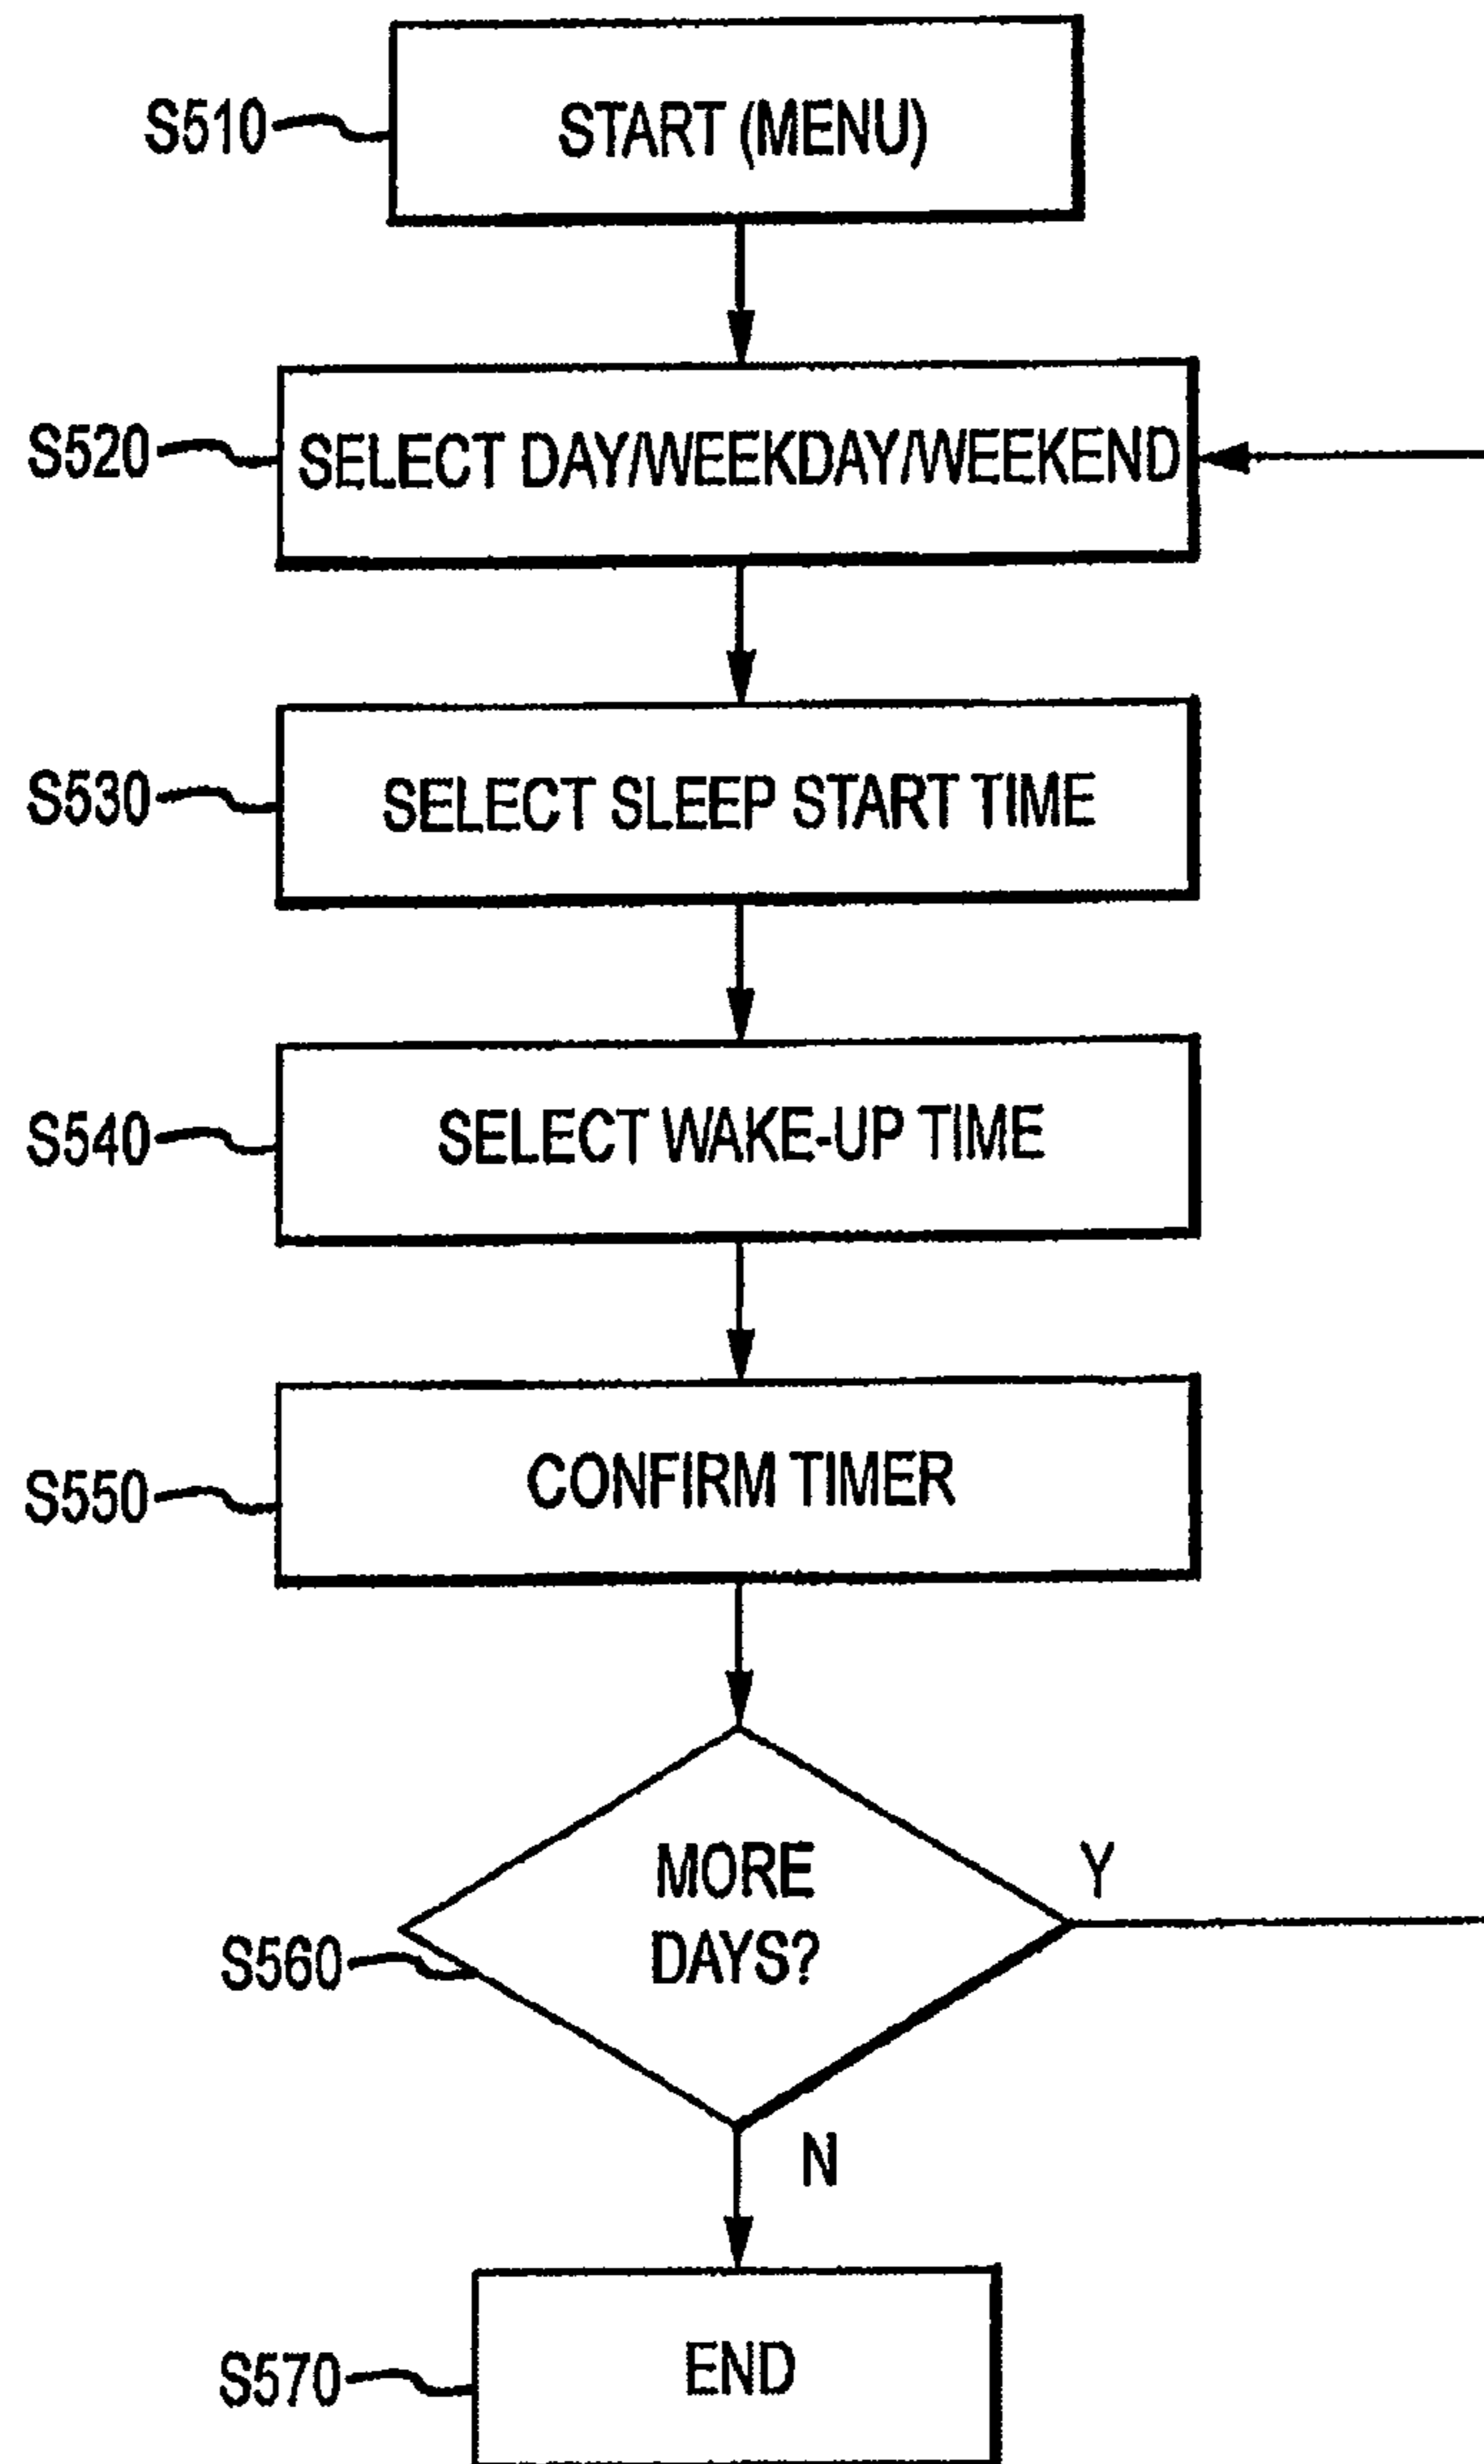 S510
START (MENU)
S520
SELECT DAY/WEEKDAY/WEEKEND
S530
SELECT SLEEP START TIME
S540
SELECT WAKE-UP TIME
S550
CONFIRM TIMER
MORE
DAYS?
Y
S560
N
S570
END